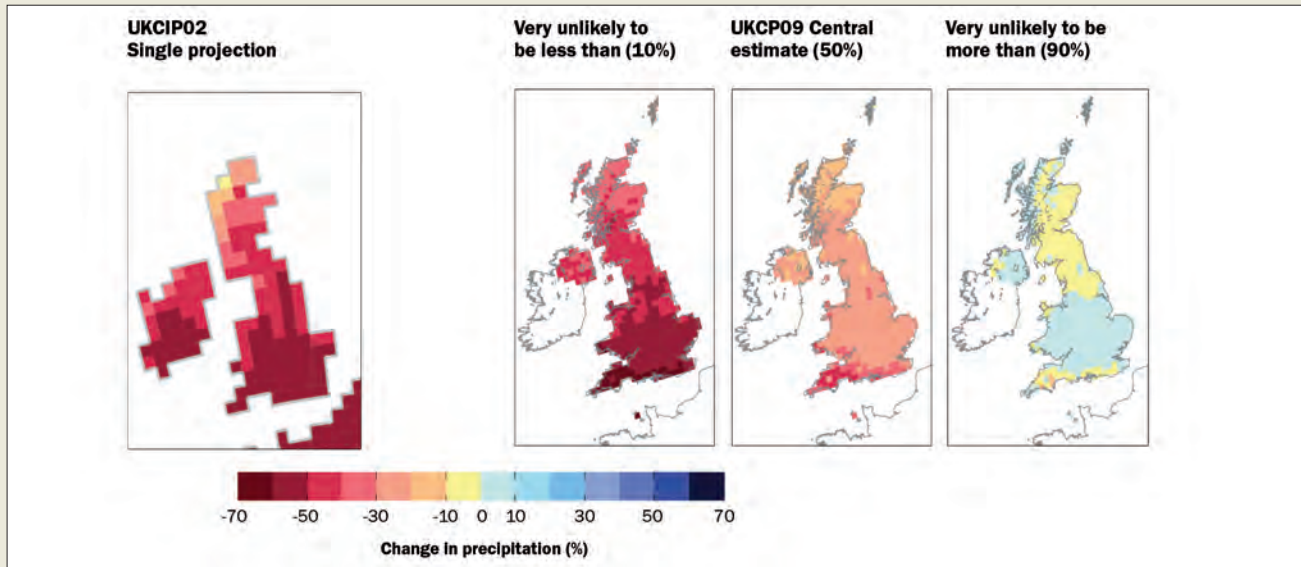 UKCIP02
Single projection
Very unlikely to
be less than (10%)
UKCP09 Central
estimate (50%)
Very unlikely to be
more than (90%)
-70 -50 -30 -10 0 10 30 50 70
Change in precipitation (%)